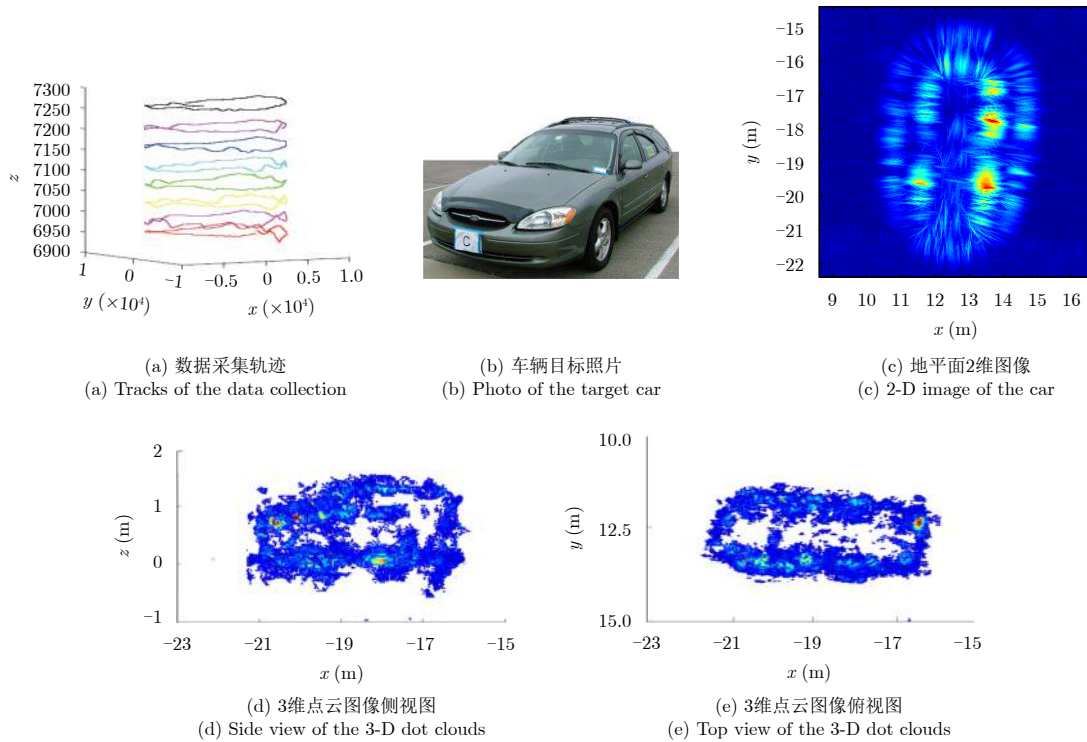 7300
7250
7200
7150
7100
7050
7000
6950
6900
z
1
0
−1
−0.5
0
0.5
1.0
y (×10⁴)
x (×10⁴)
(a) 数据采集轨迹
(a) Tracks of the data collection
C
(b) 车辆目标照片
(b) Photo of the target car
−15
−16
−17
−18
−19
−20
−21
−22
y (m)
9
10
11
12
13
14
15
16
x (m)
(c) 地平面2维图像
(c) 2-D image of the car
2
1
0
−1
z (m)
−23
−21
−19
−17
−15
x (m)
(d) 3维点云图像侧视图
(d) Side view of the 3-D dot clouds
10.0
12.5
15.0
y (m)
−23
−21
−19
−17
−15
x (m)
(e) 3维点云图像俯视图
(e) Top view of the 3-D dot clouds